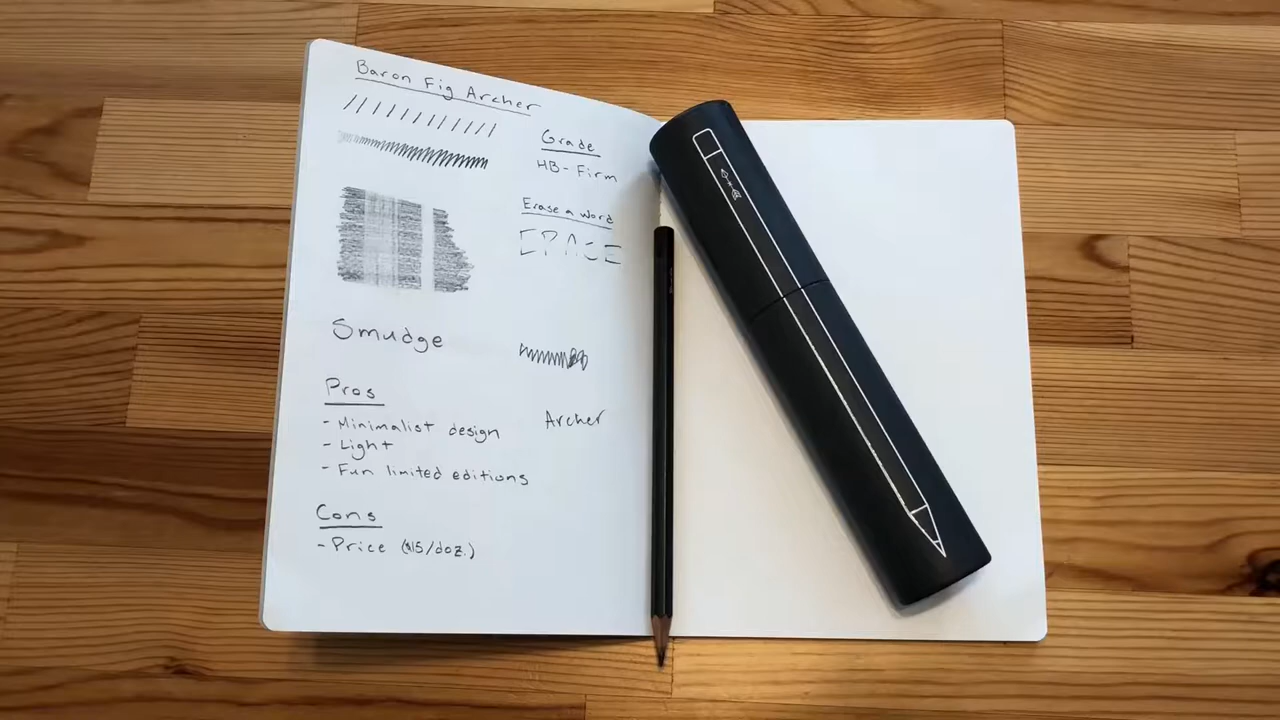 Baron Fig Archer
Grade
HB-Firm
Erase a word
ERASE
Smudge
Pros
- Minimalist design
- Light
- Fun limited editions
Archer
Cons
- Price ($15/doz.)